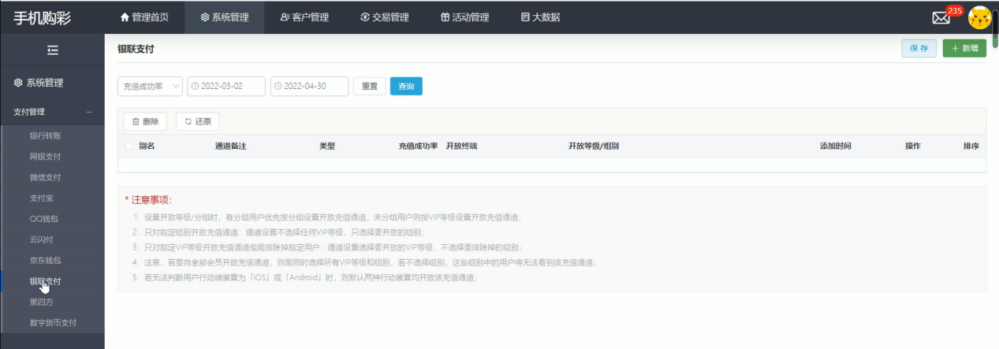 手机购彩
管理首页 系统管理 客户管理 交易管理 活动管理 大数据 235
银联支付 保存 + 新增
系统管理
充值成功率 2022-03-02 2022-04-30 重置 查询
支付管理 −
删除 还原
银行转账
别名 通道备注 类型 充值成功率 开放终端 开放等级/组别 添加时间 操作 排序
网银支付
微信支付
支付宝
QQ钱包
云闪付
京东钱包
银联支付
第四方
数字货币支付
* 注意事项:
1. 设置开放等级/分组时，有分组用户优先按分组设置开放充值通道，未分组用户则按VIP等级设置开放充值通道；
2. 只对指定组别开放充值通道：通道设置不选择任何VIP等级，只选择要开放的组别；
3. 只对指定VIP等级开放充值通道但需排除掉指定用户：通道设置选择要开放的VIP等级，不选择要排除掉的组别；
4. 注意，若要向全部会员开放充值通道，则需同时选择所有VIP等级和组别，若不选择组别，这些组别中的用户将无法看到该充值通道；
5. 若无法判断用户行动端装置为「iOS」或「Android」时，则默认两种行动装置均开放该充值通道；